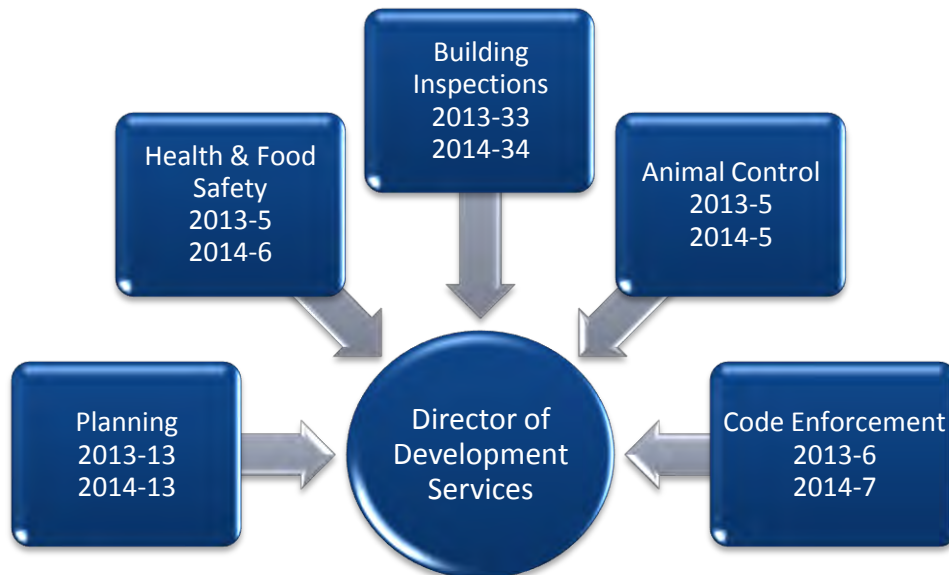 Building
Inspections
2013-33
2014-34
Health & Food
Safety
2013-5
2014-6
Animal Control
2013-5
2014-5
Planning
2013-13
2014-13
Director of
Development
Services
Code Enforcement
2013-6
2014-7